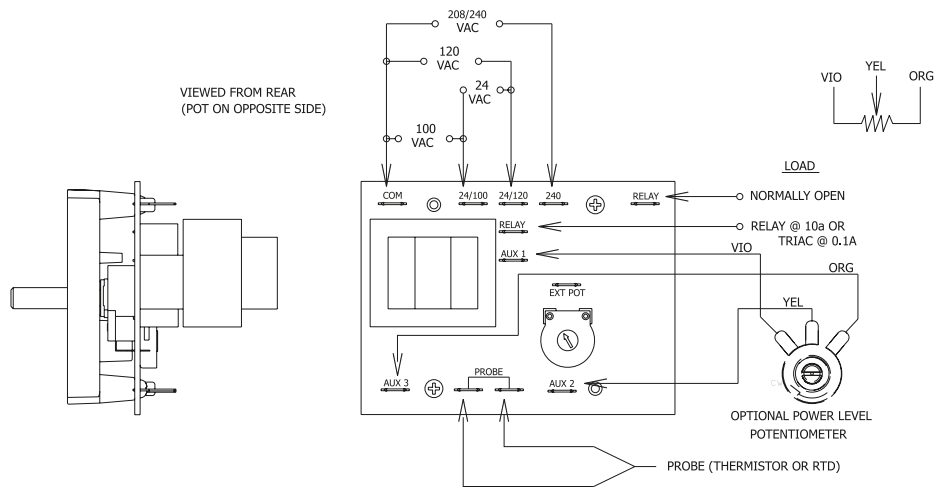 208/240
VAC
120
VAC
24
VAC
100
VAC
VIEWED FROM REAR
(POT ON OPPOSITE SIDE)
VIO
YEL
ORG
LOAD
COM
24/100
24/120
240
RELAY
NORMALLY OPEN
RELAY
RELAY @ 10a OR
TRIAC @ 0.1A
AUX 1
VIO
ORG
EXT POT
YEL
AUX 3
PROBE
AUX 2
OPTIONAL POWER LEVEL
POTENTIOMETER
PROBE (THERMISTOR OR RTD)